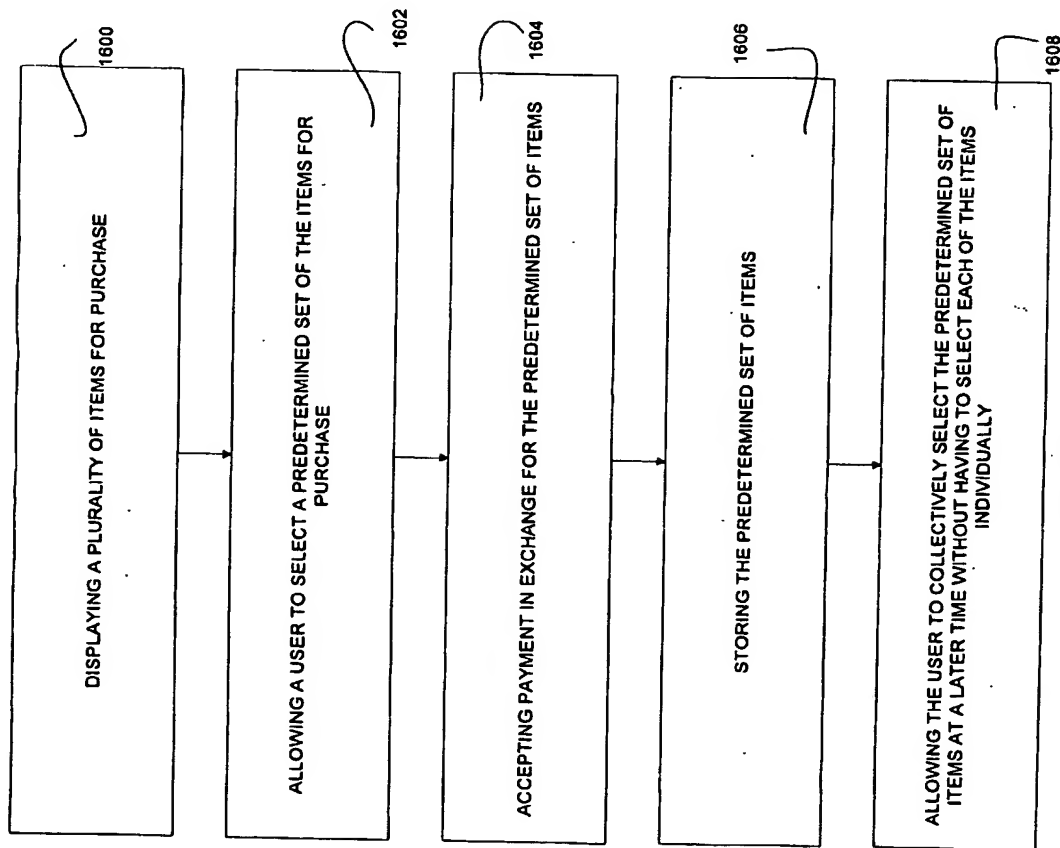 1600
DISPLAYING A PLURALITY OF ITEMS FOR PURCHASE
1602
ALLOWING A USER TO SELECT A PREDETERMINED SET OF THE ITEMS FOR
PURCHASE
1604
ACCEPTING PAYMENT IN EXCHANGE FOR THE PREDETERMINED SET OF ITEMS
1606
STORING THE PREDETERMINED SET OF ITEMS
1608
ALLOWING THE USER TO COLLECTIVELY SELECT THE PREDETERMINED SET OF
ITEMS AT A LATER TIME WITHOUT HAVING TO SELECT EACH OF THE ITEMS
INDIVIDUALLY